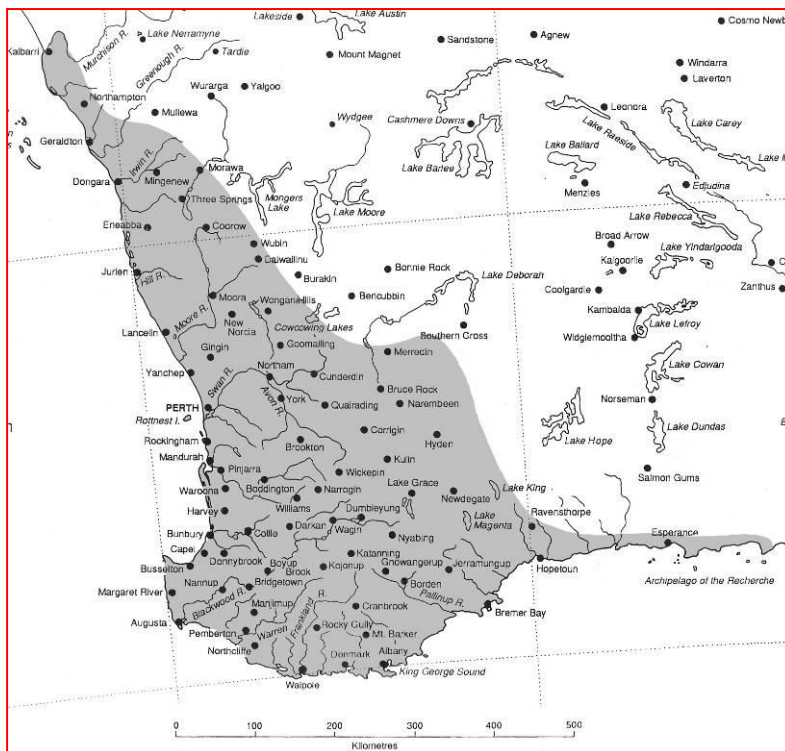 Lake Austin
Lakeside
Cosmo Newb
Lake Nerramyne
Sandstone
Agnew
Kalbarri
Murchison R.
Tardie
Mount Magnet
Windarra
Greenough R.
Laverton
Wurarga
Yalgoo
Northampton
Mullewa
Leonora
Wydgee
Cashmere Downs
Lake Carey
Geraldton
Lake Raeside
Irwin R.
Morawa
Lake Ballard
Lake Barlee
Dongara
Mingenew
Menzies
Edjudina
Three Springs
Mongers
Lake
Lake Moore
Lake Rebecca
Eneabba
Coorow
Broad Arrow
Wubin
Lake Yindarlgooda
Dalwallinu
Kalgoorlie
Jurien
Hill R.
Burakin
Bonnie Rock
Lake Deborah
Coolgardie
Zanthus
Moora
Wongan Hills
Bencubbin
Kambalda
Moore R.
New
Norcia
Cowcowing Lakes
Lake Lefroy
Lancelin
Southern Cross
Widgiemooltha
Gingin
Goomalling
Merredin
Lake Cowan
Yanchep
Northam
Cunderdin
Swan R.
Bruce Rock
Norseman
Avon R.
York
Quairading
Narembeen
PERTH
Rottnest I.
Lake Dundas
Corrigin
Hyden
Lake Hope
Rockingham
Brookton
Mandurah
Pinjarra
Wickepin
Kulin
Salmon Gums
Lake Grace
Lake King
Waroona
Boddington
Narrogin
Newdegate
Williams
Harvey
Dumbleyung
Lake
Magenta
Ravensthorpe
Darkan
Wagin
Bunbury
Collie
Nyabing
Esperance
Capel
Donnybrook
Katanning
Boyup
Brook
Kojonup
Gnowangerup
Jerramungup
Hopetoun
Busselton
Nannup
Bridgetown
Borden
Archipelago of the Recherche
Margaret River
Blackwood R.
Pallinup R.
Manjimup
Frankland R.
Cranbrook
Bremer Bay
Augusta
Pemberton
Warren
Rocky Gully
Mt. Barker
Northcliffe
Denmark
Albany
King George Sound
Walpole
0 100 200 300 400 500
Kilometres